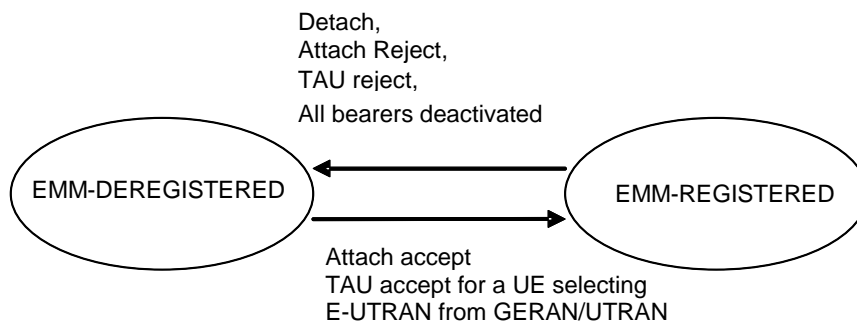 Detach,
Attach Reject,
TAU reject,
All bearers deactivated
EMM-DEREGISTERED
EMM-REGISTERED
Attach accept
TAU accept for a UE selecting
E-UTRAN from GERAN/UTRAN